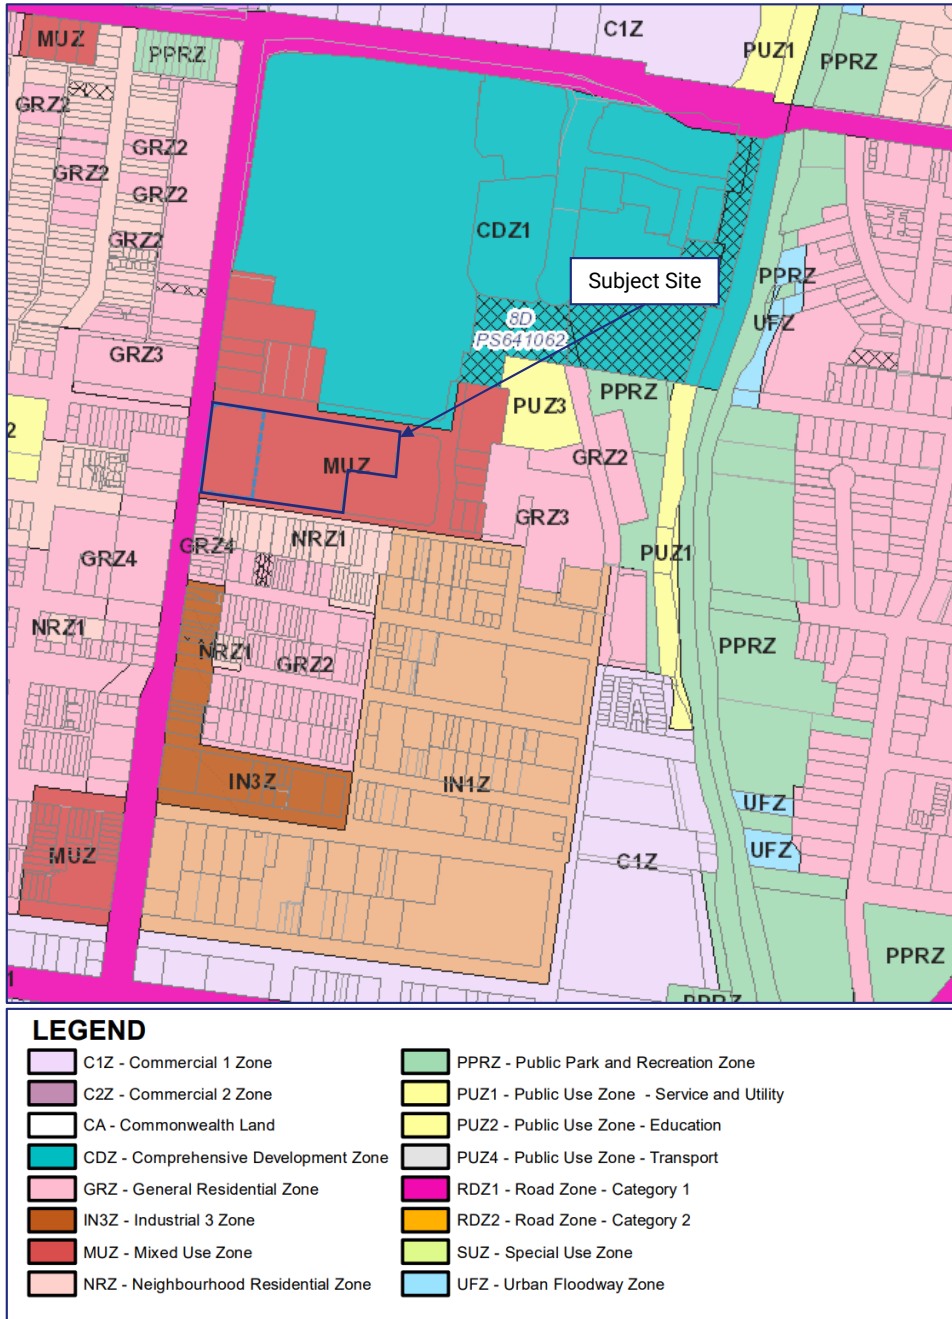 C1Z
MUZ
PUZ1
PPRZ
PPRZ
GRZ2
GRZ2
GRZ2
GRZ2
GRZ2
CDZ1
Subject Site
PPRZ
8D
UFZ
PS641062
GRZ3
PPRZ
PUZ3
2
GRZ2
MUZ
GRZ3
NRZ1
GRZ4
PUZ1
GRZ4
NRZ1
PPRZ
NRZ1
GRZ2
IN3Z
IN1Z
UFZ
MUZ
UFZ
C1Z
PPRZ
1
PPRZ
LEGEND
C1Z - Commercial 1 Zone
C2Z - Commercial 2 Zone
CA - Commonwealth Land
CDZ - Comprehensive Development Zone
GRZ - General Residential Zone
IN3Z - Industrial 3 Zone
MUZ - Mixed Use Zone
NRZ - Neighbourhood Residential Zone
PPRZ - Public Park and Recreation Zone
PUZ1 - Public Use Zone - Service and Utility
PUZ2 - Public Use Zone - Education
PUZ4 - Public Use Zone - Transport
RDZ1 - Road Zone - Category 1
RDZ2 - Road Zone - Category 2
SUZ - Special Use Zone
UFZ - Urban Floodway Zone